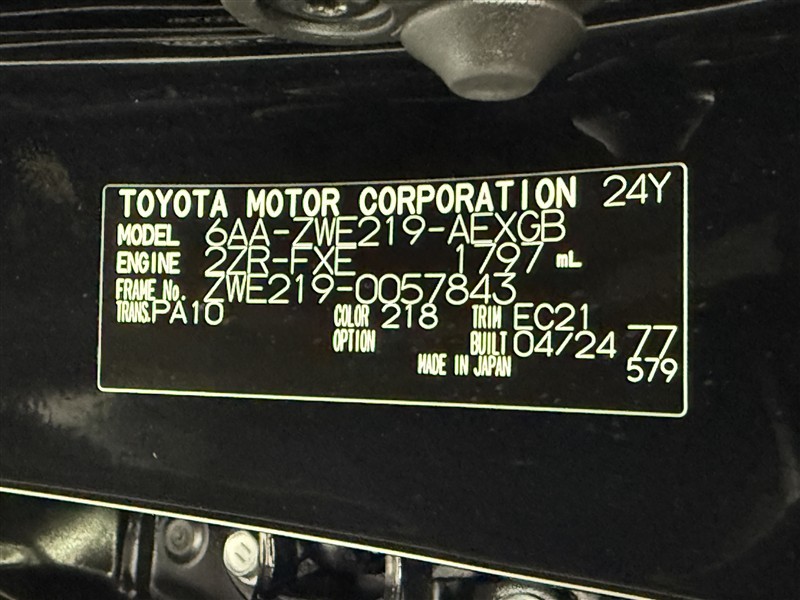 TOYOTA MOTOR CORPORATION 24Y
MODEL 6AA-ZWE219-AEXGB
ENGINE 2ZR-FXE 1797 mL
FRAME No. ZWE219-0057843
TRANS. PA10 COLOR 218 TRIM EC21
OPTION BUILT 04/24 77
MADE IN JAPAN 579